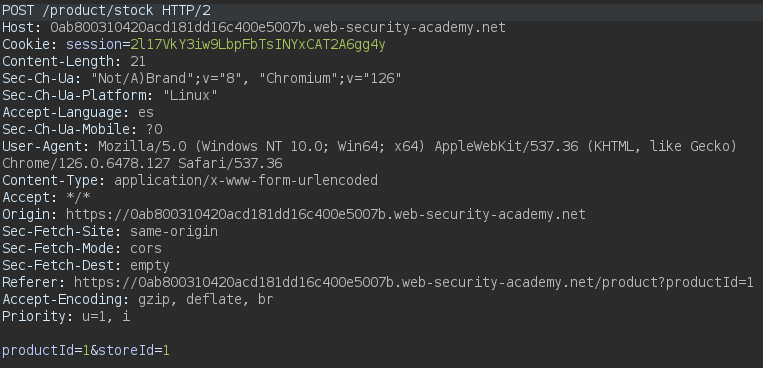 POST /product/stock HTTP/2
Host: 0ab800310420acd181dd16c400e5007b.web-security-academy.net
Cookie: session=2l17VkY3iw9LbpFbTsINYxCAT2A6gg4y
Content-Length: 21
Sec-Ch-Ua: "Not/A)Brand";v="8", "Chromium";v="126"
Sec-Ch-Ua-Platform: "Linux"
Accept-Language: es
Sec-Ch-Ua-Mobile: ?0
User-Agent: Mozilla/5.0 (Windows NT 10.0; Win64; x64) AppleWebKit/537.36 (KHTML, like Gecko)
Chrome/126.0.6478.127 Safari/537.36
Content-Type: application/x-www-form-urlencoded
Accept: */*
Origin: https://0ab800310420acd181dd16c400e5007b.web-security-academy.net
Sec-Fetch-Site: same-origin
Sec-Fetch-Mode: cors
Sec-Fetch-Dest: empty
Referer: https://0ab800310420acd181dd16c400e5007b.web-security-academy.net/product?productId=1
Accept-Encoding: gzip, deflate, br
Priority: u=1, i

productId=1&storeId=1